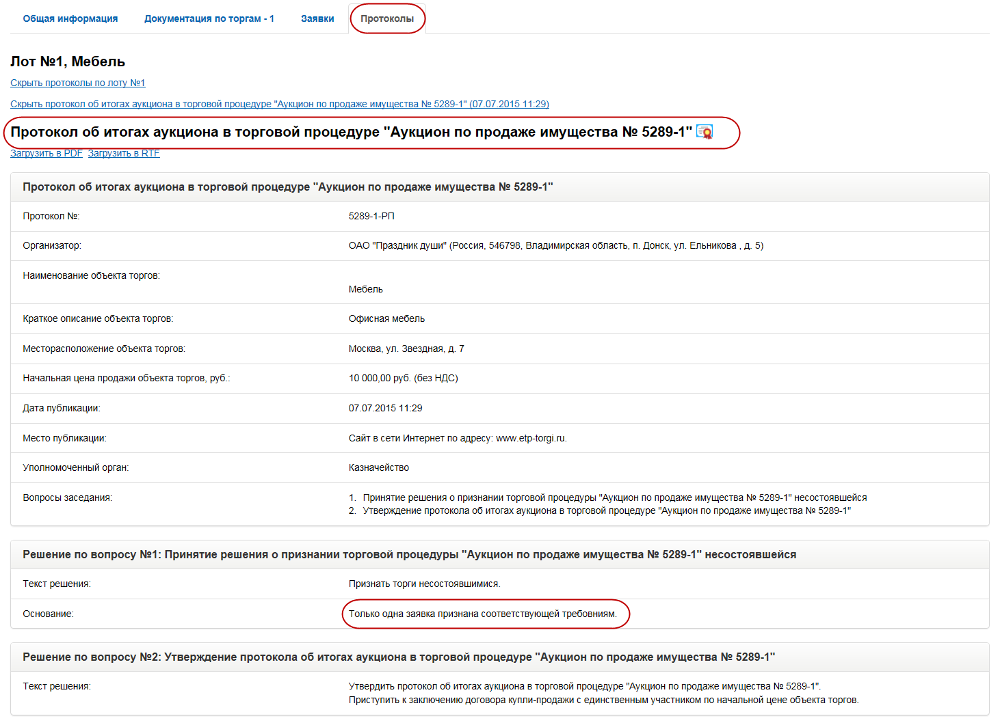 Общая информация
Документация по торгам - 1
Заявки
Протоколы
Лот №1, Мебель
Скрыть протоколы по лоту №1
Скрыть протокол об итогах аукциона в торговой процедуре "Аукцион по продаже имущества № 5289-1" (07.07.2015 11:29)
Протокол об итогах аукциона в торговой процедуре "Аукцион по продаже имущества № 5289-1"
Загрузить в PDF Загрузить в RTF
Протокол об итогах аукциона в торговой процедуре "Аукцион по продаже имущества № 5289-1"
Протокол №: 5289-1-РП
Организатор: ОАО "Праздник души" (Россия, 546798, Владимирская область, п. Донск, ул. Ельникова , д. 5)
Наименование объекта торгов:
Мебель
Краткое описание объекта торгов: Офисная мебель
Месторасположение объекта торгов: Москва, ул. Звездная, д. 7
Начальная цена продажи объекта торгов, руб.: 10 000,00 руб. (без НДС)
Дата публикации: 07.07.2015 11:29
Место публикации: Сайт в сети Интернет по адресу: www.etp-torgi.ru.
Уполномоченный орган: Казначейство
Вопросы заседания: 1. Принятие решения о признании торговой процедуры "Аукцион по продаже имущества № 5289-1" несостоявшейся
2. Утверждение протокола об итогах аукциона в торговой процедуре "Аукцион по продаже имущества № 5289-1"
Решение по вопросу №1: Принятие решения о признании торговой процедуры "Аукцион по продаже имущества № 5289-1" несостоявшейся
Текст решения: Признать торги несостоявшимися.
Основание: Только одна заявка признана соответствующей требовниям.
Решение по вопросу №2: Утверждение протокола об итогах аукциона в торговой процедуре "Аукцион по продаже имущества № 5289-1"
Текст решения: Утвердить протокол об итогах аукциона в торговой процедуре "Аукцион по продаже имущества № 5289-1".
Приступить к заключению договора купли-продажи с единственным участником по начальной цене объекта торгов.